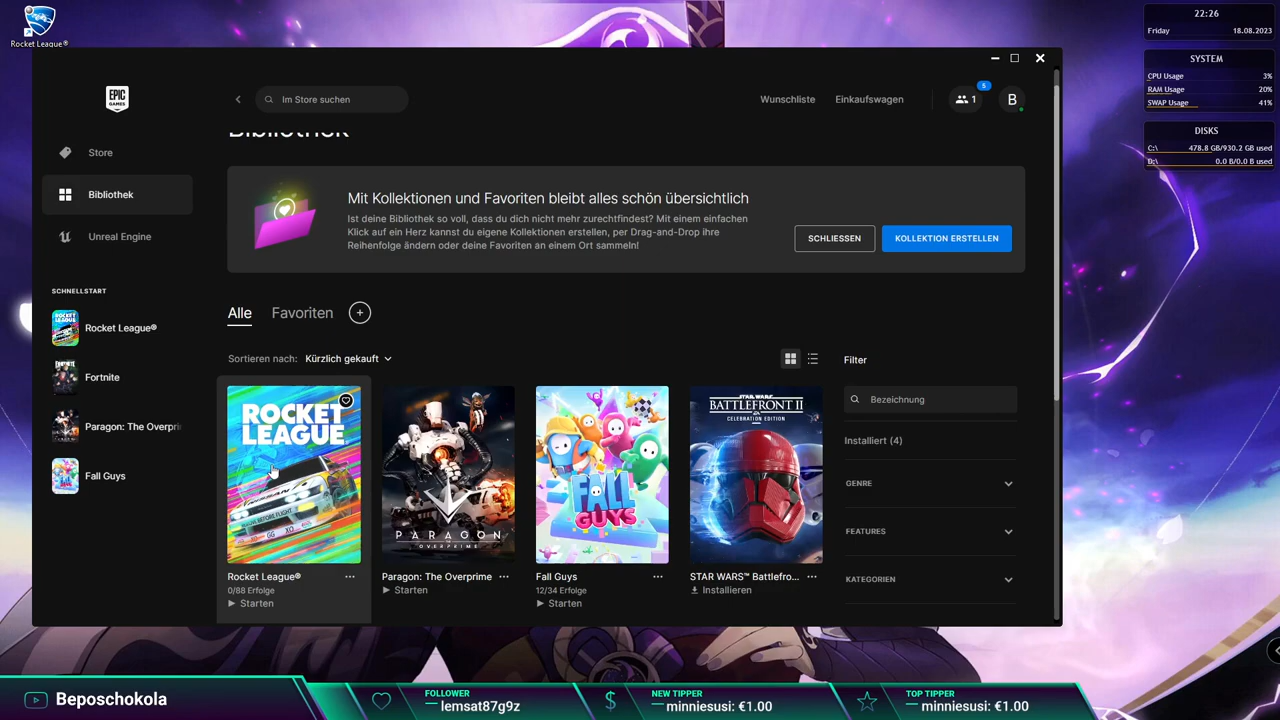 Rocket League®
22:26
Friday 18.08.2023
SYSTEM
CPU Usage 3%
RAM Usage 20%
SWAP Usage 41%
DISKS
C:\ 478.8 GB/930.2 GB used
D:\ 0.0 B/0.0 B used
EPIC
GAMES
Im Store suchen
Wunschliste
Einkaufswagen
5
1
B
Store
Bibliothek
Unreal Engine
SCHNELLSTART
Rocket League®
Fortnite
Paragon: The Overpri
Fall Guys
Bibliothek
Mit Kollektionen und Favoriten bleibt alles schön übersichtlich
Ist deine Bibliothek so voll, dass du dich nicht mehr zurechtfindest? Mit einem einfachen
Klick auf ein Herz kannst du eigene Kollektionen erstellen, per Drag-and-Drop ihre
Reihenfolge ändern oder deine Favoriten an einem Ort sammeln!
SCHLIESSEN
KOLLEKTION ERSTELLEN
Alle
Favoriten
Sortieren nach: Kürzlich gekauft
Filter
Bezeichnung
Installiert (4)
GENRE
FEATURES
KATEGORIEN
ROCKET
LEAGUE
Rocket League®
0/88 Erfolge
Starten
PARAGON
THE OVERPRIME
Paragon: The Overprime
Starten
FALL
GUYS
Fall Guys
12/34 Erfolge
Starten
STAR WARS
BATTLEFRONT II
CELEBRATION EDITION
STAR WARS™ Battlefro...
Installieren
Beposchokola
FOLLOWER
lemsat87g9z
NEW TIPPER
minniesusi: €1.00
TOP TIPPER
minniesusi: €1.00